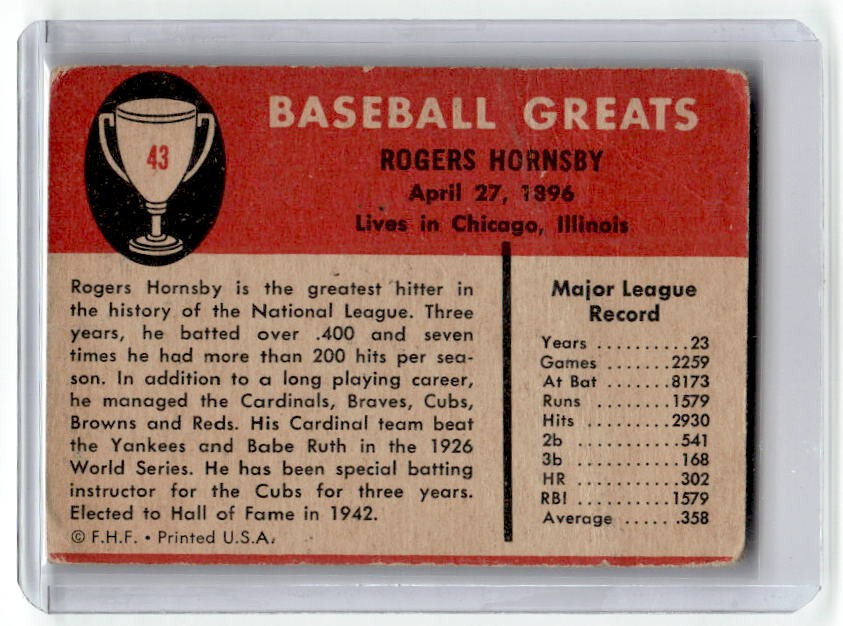 43
BASEBALL GREATS
ROGERS HORNSBY
April 27, 1896
Lives in Chicago, Illinois
Rogers Hornsby is the greatest hitter in
the history of the National League. Three
years, he batted over .400 and seven
times he had more than 200 hits per sea-
son. In addition to a long playing career,
he managed the Cardinals, Braves, Cubs,
Browns and Reds. His Cardinal team beat
the Yankees and Babe Ruth in the 1926
World Series. He has been special batting
instructor for the Cubs for three years.
Elected to Hall of Fame in 1942.
© F.H.F. • Printed U.S.A.
Major League
Record
Years ..........23
Games .......2259
At Bat .......8173
Runs .........1579
Hits ..........2930
2b ............541
3b ............168
HR ...........302
RBI ..........1579
Average ......358